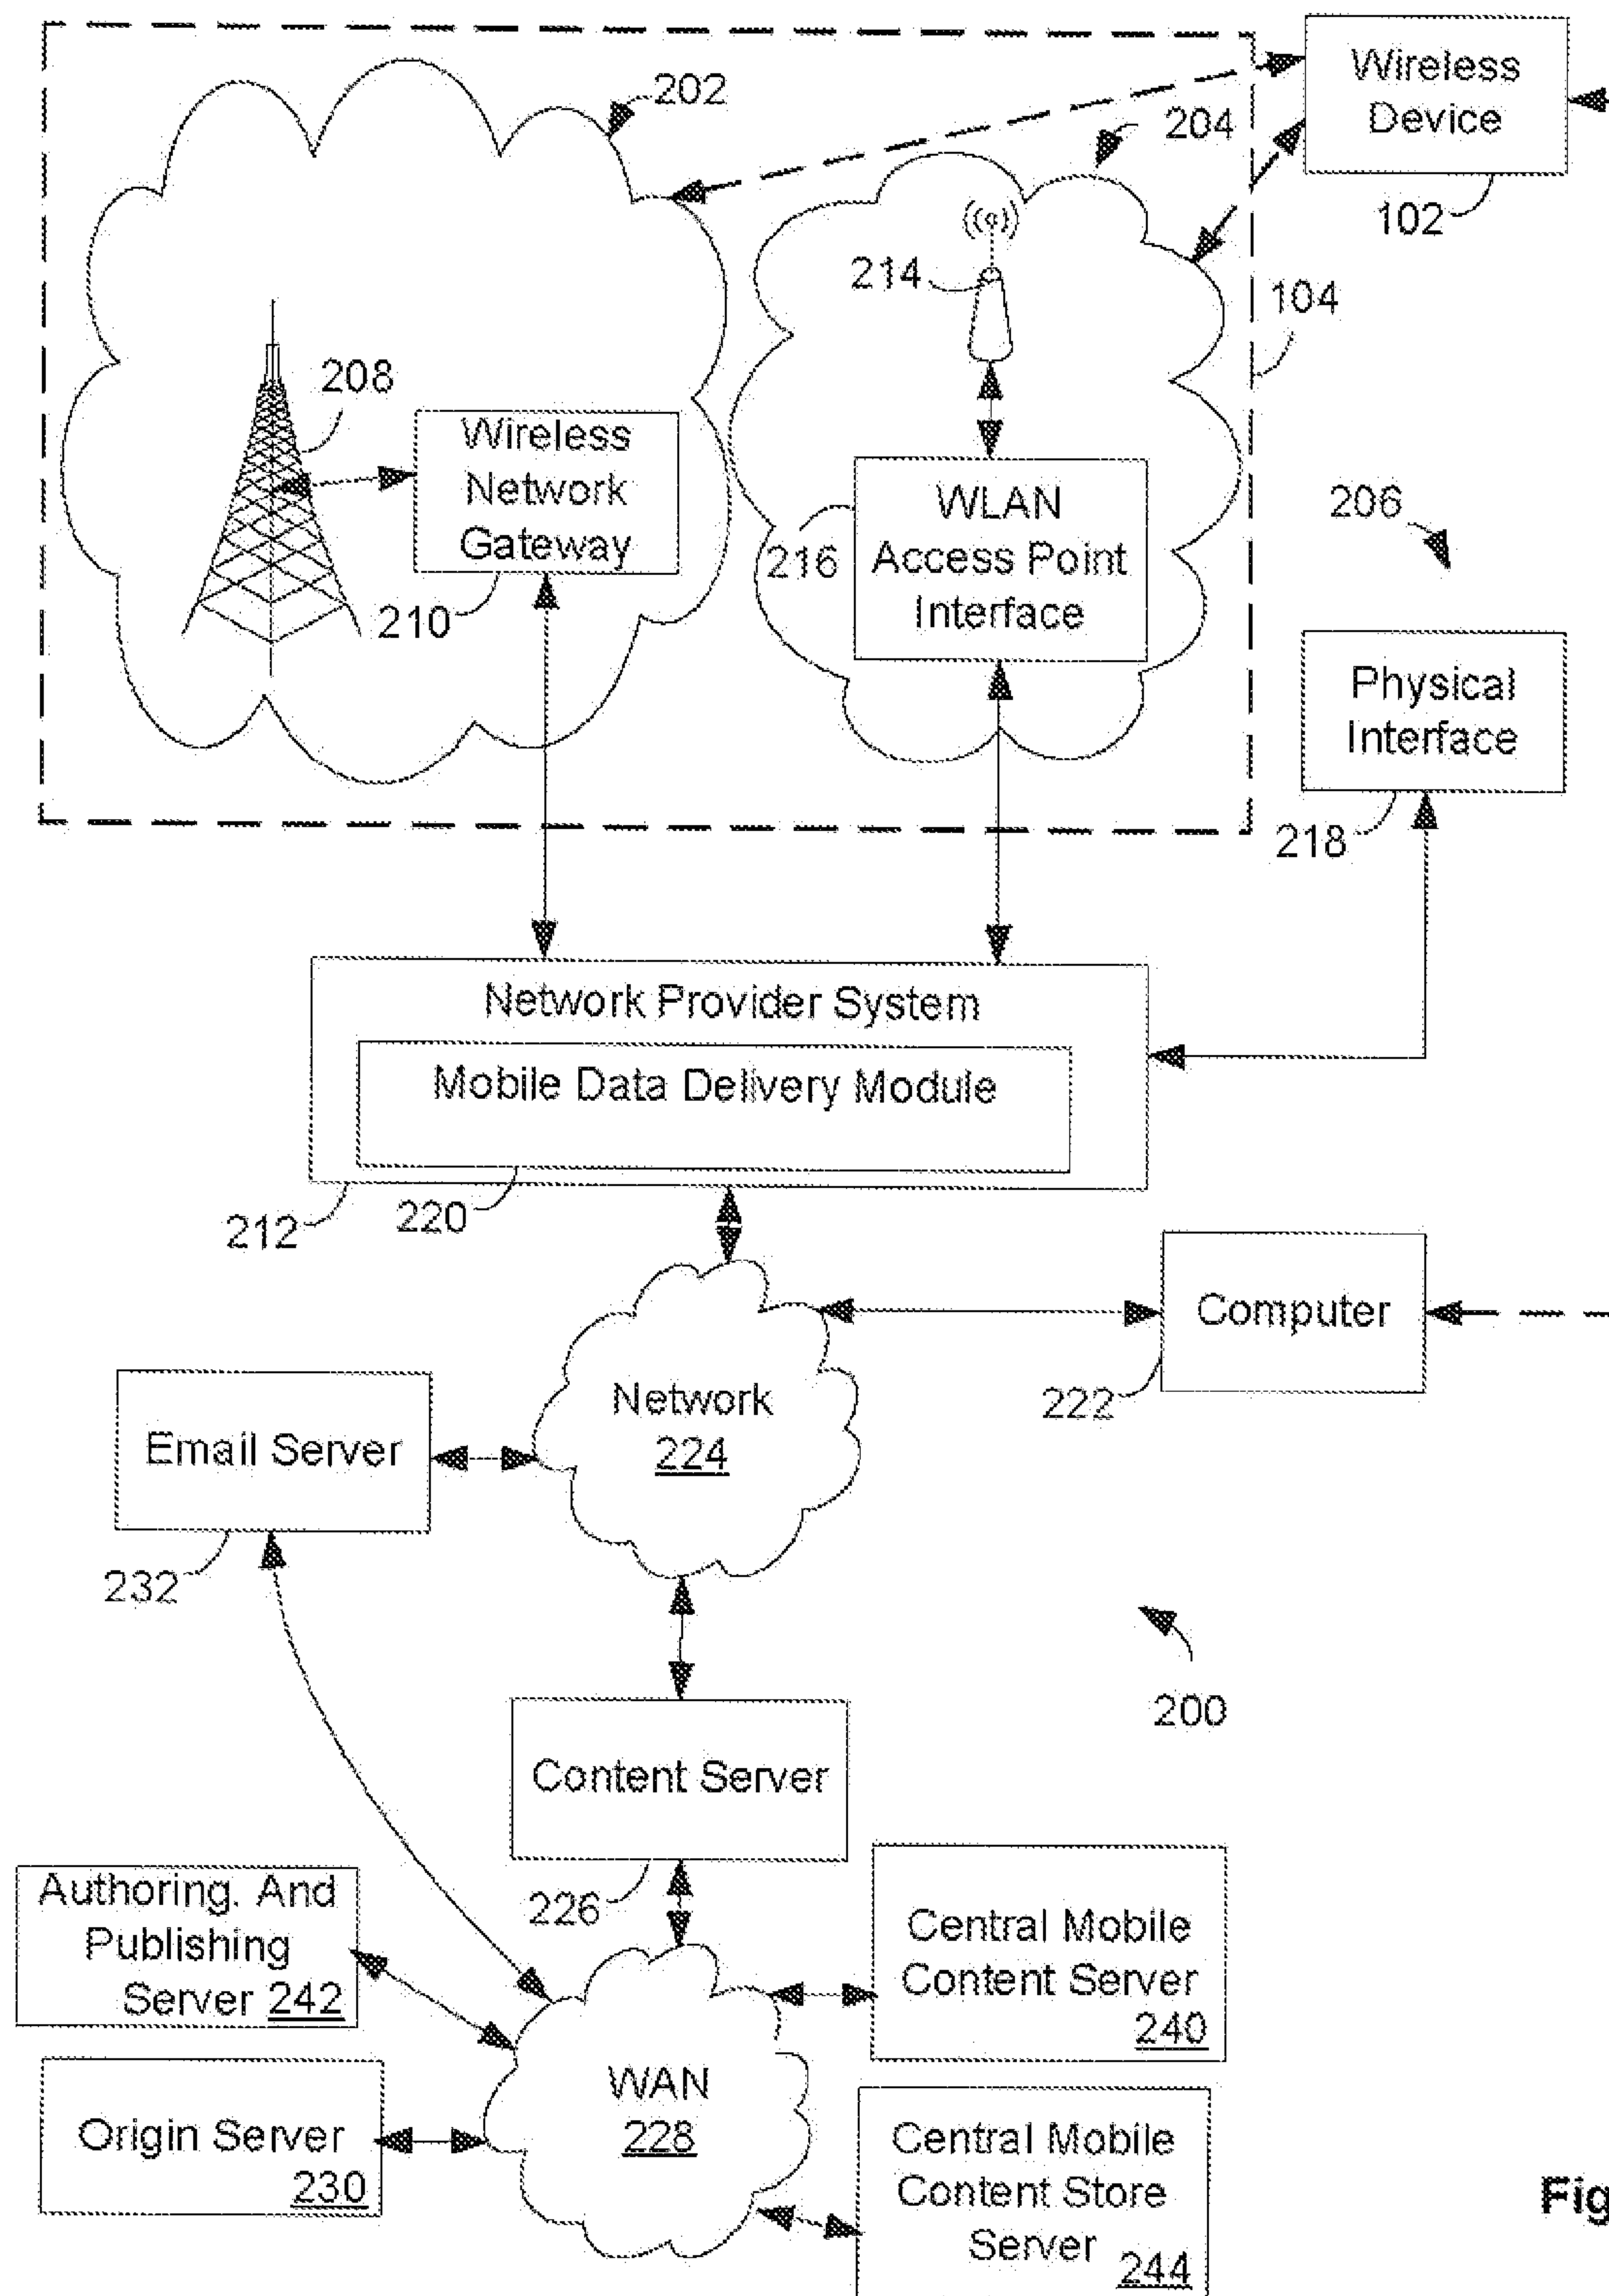 202
Wireless
Device
102
204
214
104
208
Wireless
Network
Gateway
210
WLAN
Access Point
Interface
216
206
Physical
Interface
218
Network Provider System
Mobile Data Delivery Module
212
220
Computer
222
Network
224
Email Server
232
200
Content Server
226
Authoring. And
Publishing
Server 242
Central Mobile
Content Server
240
WAN
228
Origin Server
230
Central Mobile
Content Store
Server 244
Fig